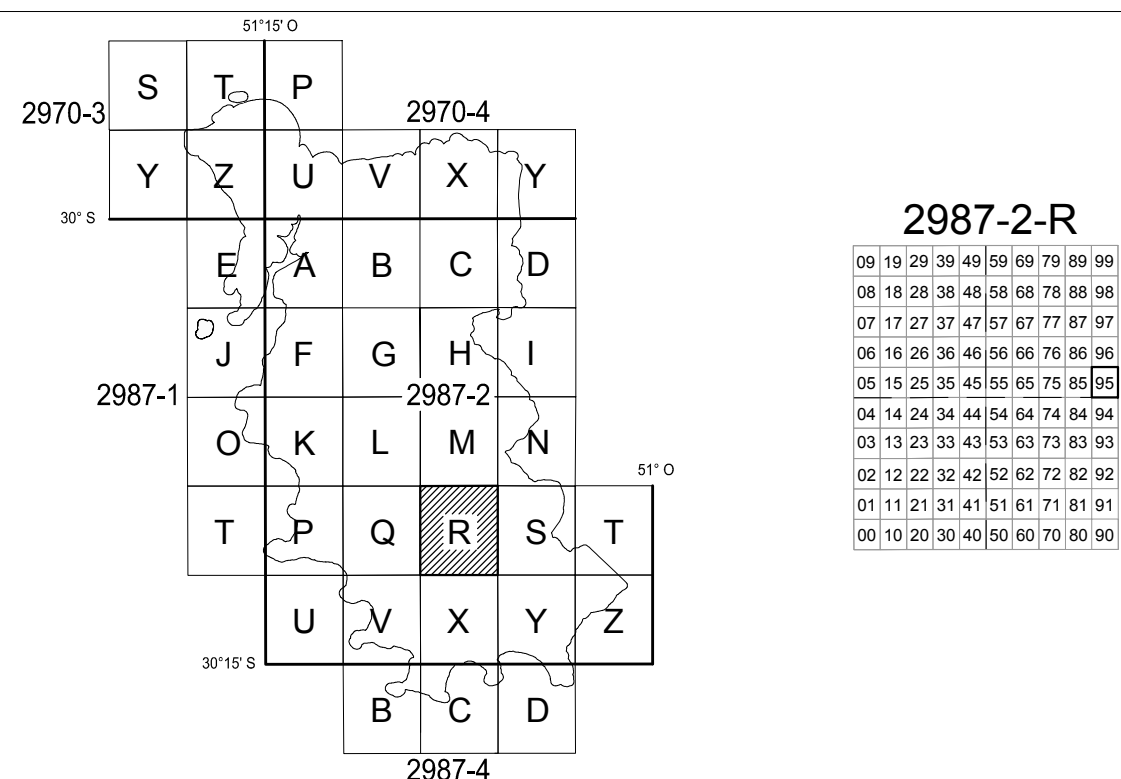 51°15' O
S T P
2970-3 2970-4
Y Z U V X Y
30° S
E A B C D
J F G H I
2987-1 2987-2
O K L M N
51° O
T P Q R S T
U V X Y Z
30°15' S
B C D
2987-4
2987-2-R
09 19 29 39 49 59 69 79 89 99
08 18 28 38 48 58 68 78 88 98
07 17 27 37 47 57 67 77 87 97
06 16 26 36 46 56 66 76 86 96
05 15 25 35 45 55 65 75 85 95
04 14 24 34 44 54 64 74 84 94
03 13 23 33 43 53 63 73 83 93
02 12 22 32 42 52 62 72 82 92
01 11 21 31 41 51 61 71 81 91
00 10 20 30 40 50 60 70 80 90